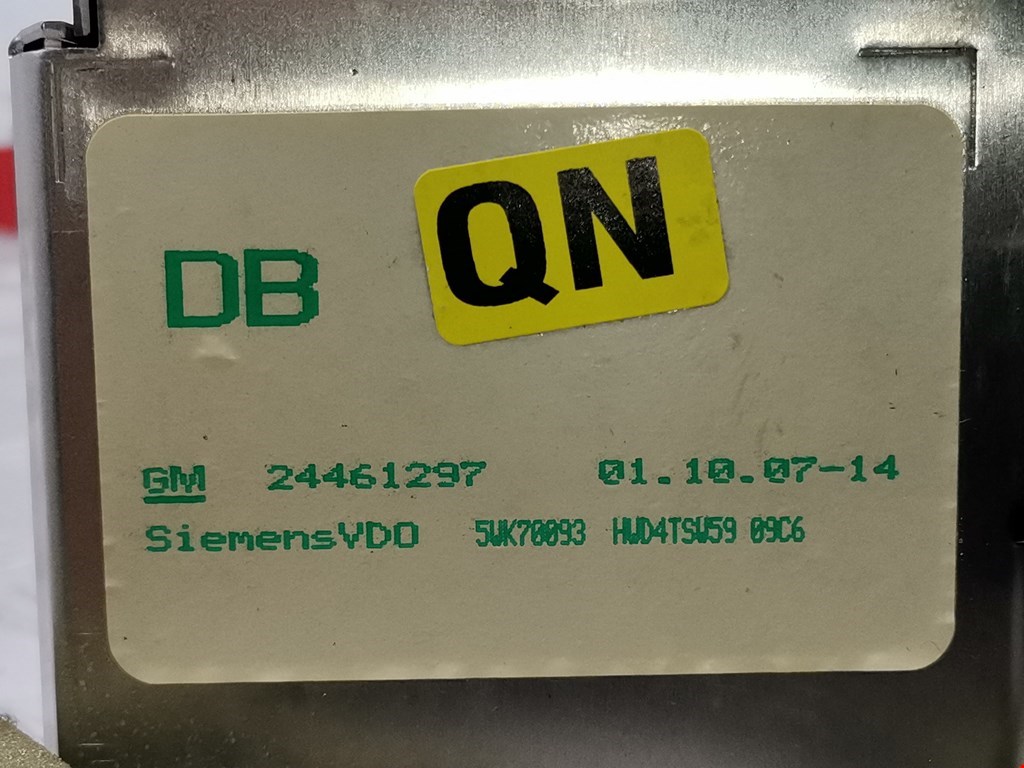 QN
DB
GM 24461297 01.10.07-14
SiemensVDO 5WK70093 HWD4TSW59 09C6